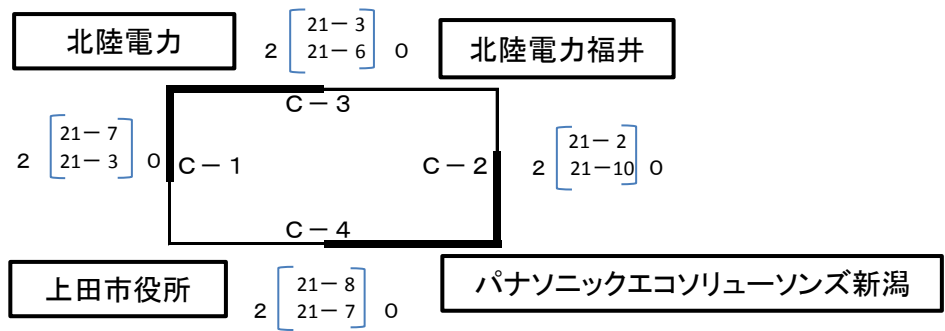 北陸電力
2 21－3 0
21－6
北陸電力福井
C－3
2 21－7 0
21－3
C－1
C－2
2 21－2 0
21－10
C－4
上田市役所
2 21－8 0
21－7
パナソニックエコソリューソンズ新潟